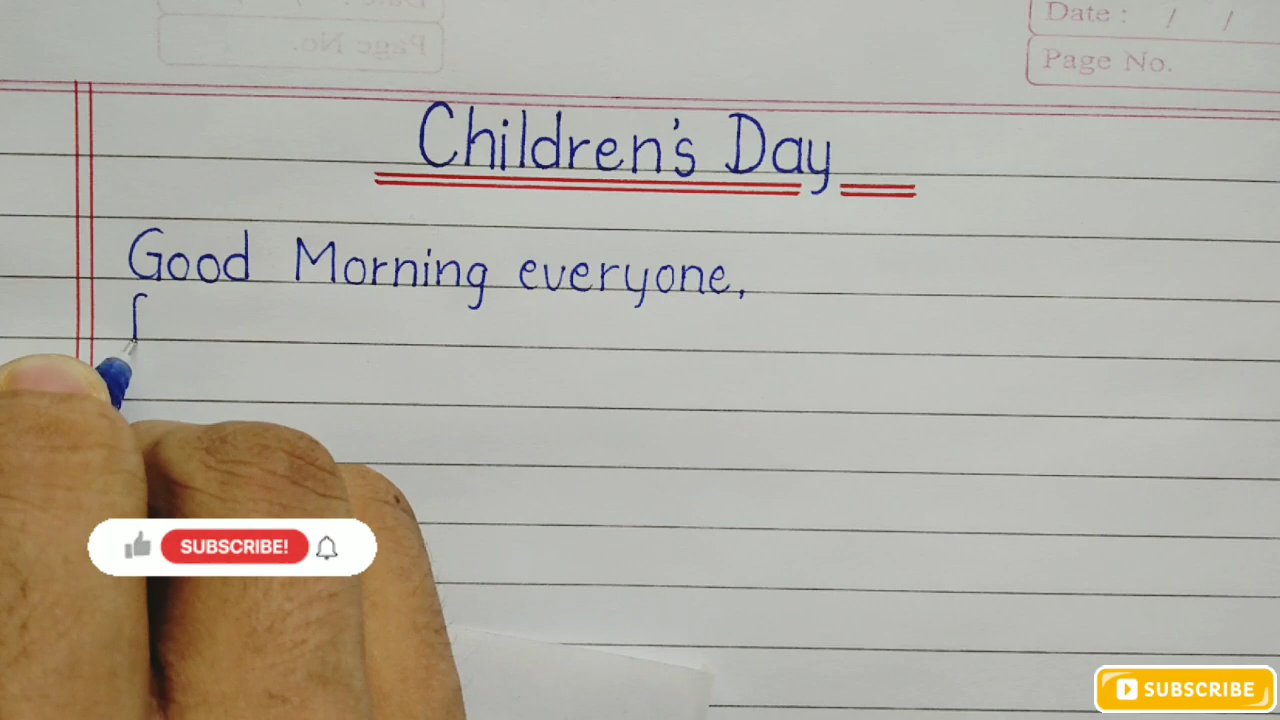 Date : / /
Page No.
Children's Day
Good Morning everyone,
SUBSCRIBE!
SUBSCRIBE